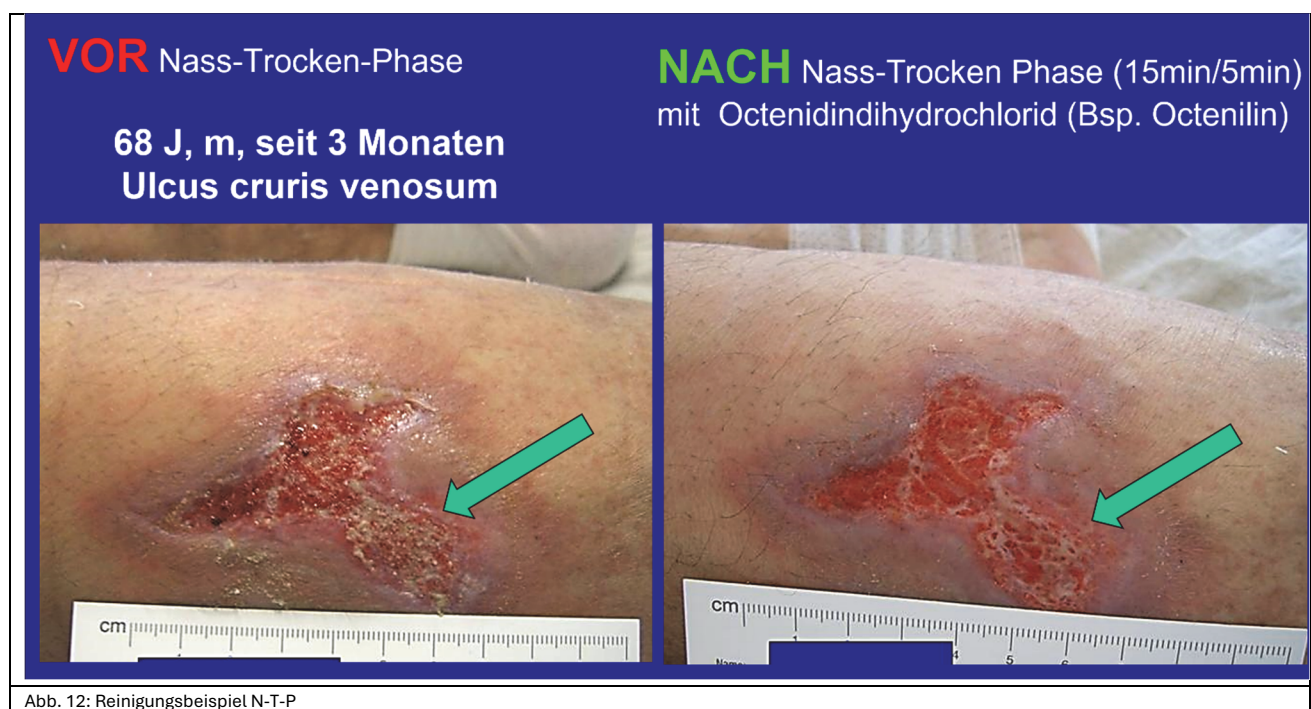 VOR Nass-Trocken-Phase
68 J, m, seit 3 Monaten
Ulcus cruris venosum
NACH Nass-Trocken Phase (15min/5min)
mit Octenidindihydrochlorid (Bsp. Octenilin)
cm
cm
1
4
5
6
Abb. 12: Reinigungsbeispiel N-T-P